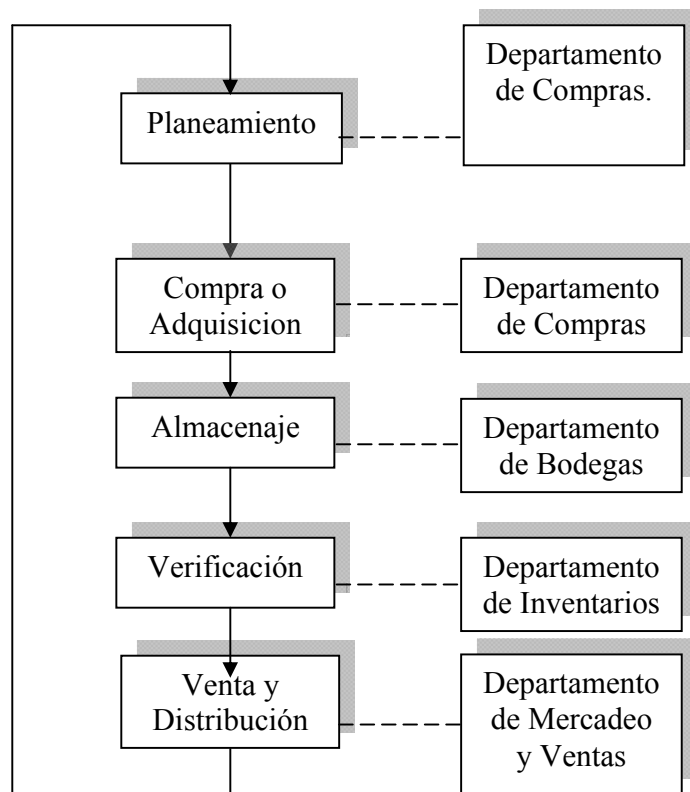 Planeamiento
Departamento
de Compras.
Compra o
Adquisicion
Departamento
de Compras
Almacenaje
Departamento
de Bodegas
Verificación
Departamento
de Inventarios
Venta y
Distribución
Departamento
de Mercadeo
y Ventas